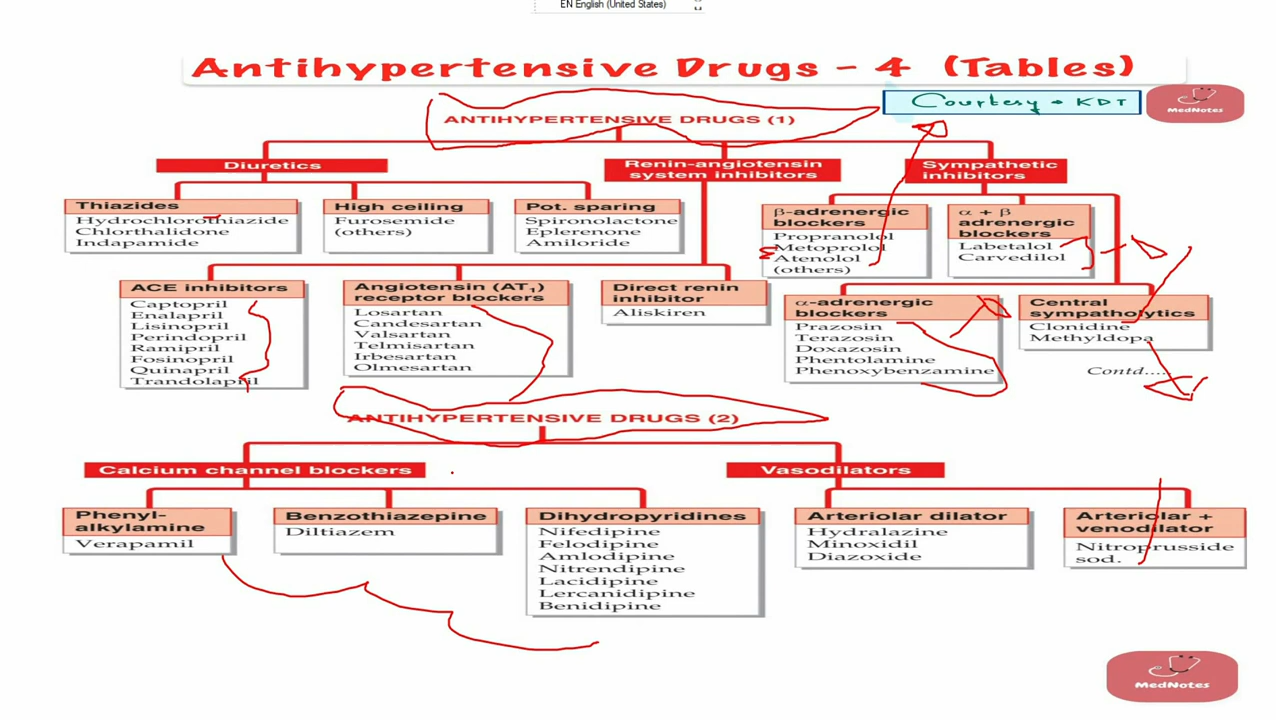 EN English (United States)
Antihypertensive Drugs - 4 (Tables)
Courtesy • KDT
MedNotes
ANTIHYPERTENSIVE DRUGS (1)
Diuretics
Renin-angiotensin
system inhibitors
Sympathetic
inhibitors
Thiazides
Hydrochlorothiazide
Chlorthalidone
Indapamide
High ceiling
Furosemide
(others)
Pot. sparing
Spironolactone
Eplerenone
Amiloride
β-adrenergic
blockers
Propranolol
Metoprolol
Atenolol
(others)
α + β
adrenergic
blockers
Labetalol
Carvedilol
ACE inhibitors
Captopril
Enalapril
Lisinopril
Perindopril
Ramipril
Fosinopril
Quinapril
Trandolapril
Angiotensin (AT₁)
receptor blockers
Losartan
Candesartan
Valsartan
Telmisartan
Irbesartan
Olmesartan
Direct renin
inhibitor
Aliskiren
α-adrenergic
blockers
Prazosin
Terazosin
Doxazosin
Phentolamine
Phenoxybenzamine
Central
sympatholytics
Clonidine
Methyldopa
Contd....
ANTIHYPERTENSIVE DRUGS (2)
Calcium channel blockers
Vasodilators
Phenyl-
alkylamine
Verapamil
Benzothiazepine
Diltiazem
Dihydropyridines
Nifedipine
Felodipine
Amlodipine
Nitrendipine
Lacidipine
Lercanidipine
Benidipine
Arteriolar dilator
Hydralazine
Minoxidil
Diazoxide
Arteriolar +
venodilator
Nitroprusside
sod.
MedNotes